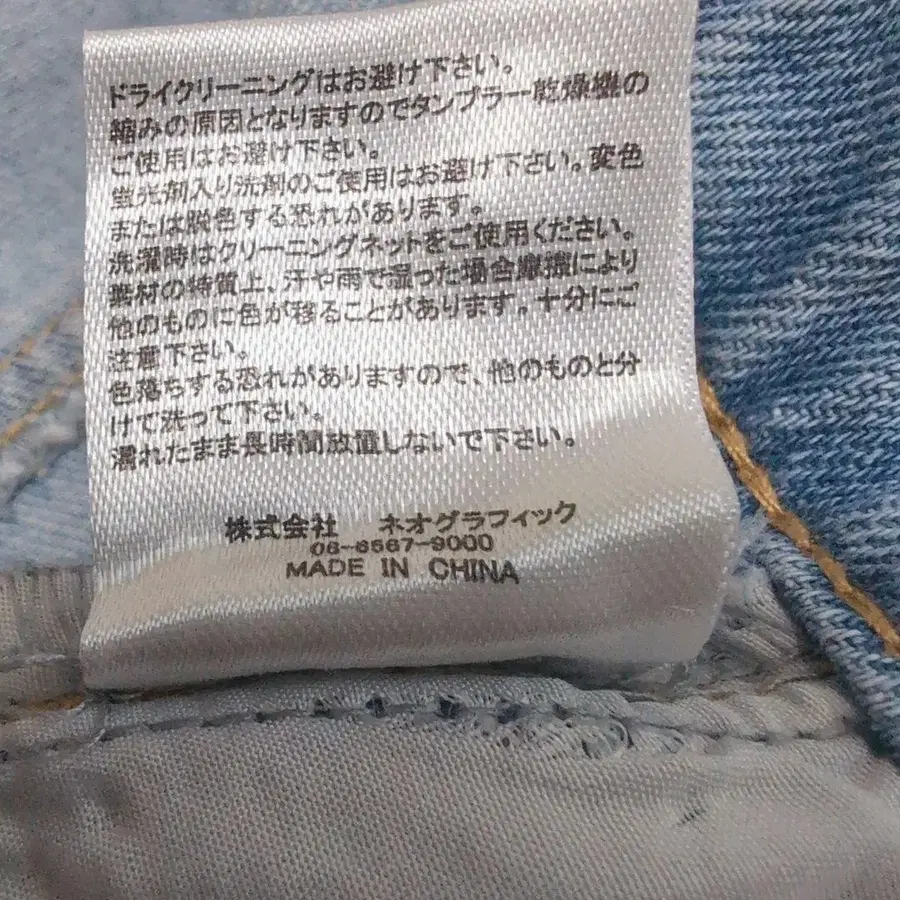 ドライクリーニングはお避け下さい。
縮みの原因となりますのでタンブラー乾燥機の
ご使用はお避け下さい。
蛍光剤入り洗剤のご使用はお避け下さい。変色
または脱色する恐れがあります。
洗濯時はクリーニングネットをご使用ください。
素材の特質上、汗や雨で湿った場合摩擦により
他のものに色が移ることがあります。十分にご
注意下さい。
色落ちする恐れがありますので、他のものと分
けて洗って下さい。
濡れたまま長時間放置しないで下さい。
株式会社 ネオグラフィック
06-6567-9000
MADE IN CHINA